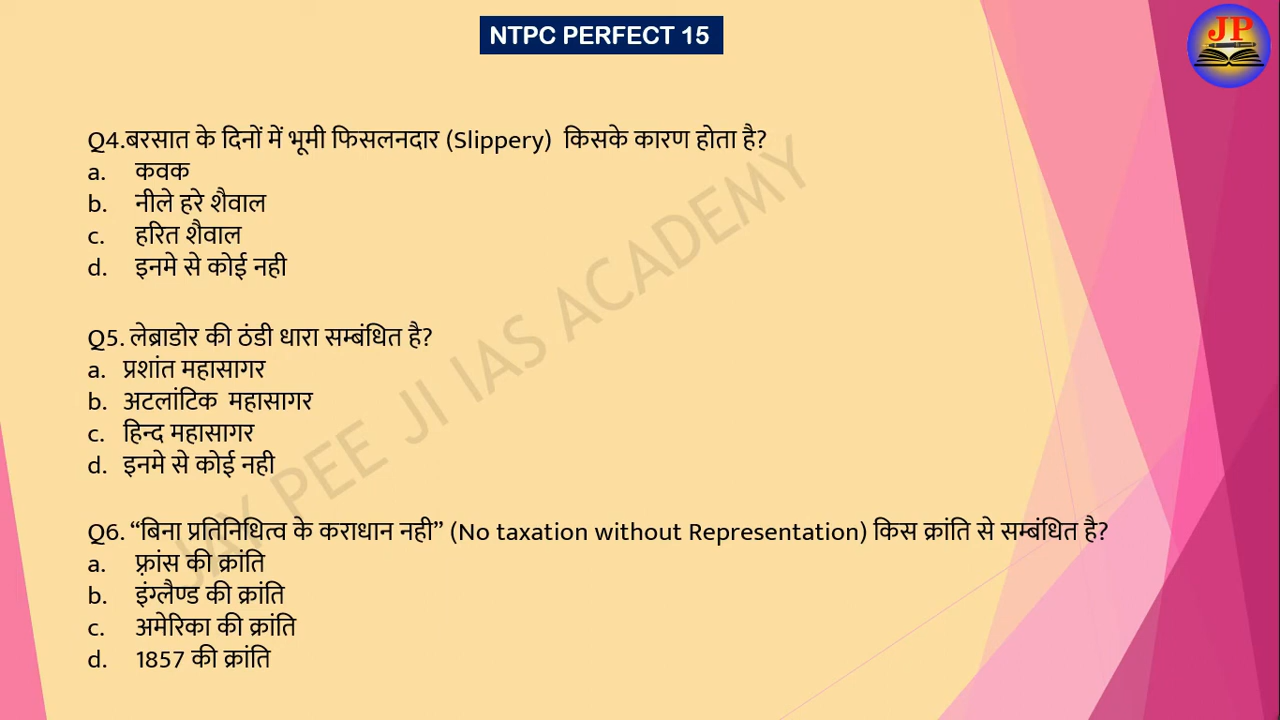 NTPC PERFECT 15
JP
Q4.बरसात के दिनों में भूमी फिसलनदार (Slippery) किसके कारण होता है?
a. कवक
b. नीले हरे शैवाल
c. हरित शैवाल
d. इनमे से कोई नही
Q5. लेब्राडोर की ठंडी धारा सम्बंधित है?
a. प्रशांत महासागर
b. अटलांटिक महासागर
c. हिन्द महासागर
d. इनमे से कोई नही
Q6. “बिना प्रतिनिधित्व के कराधान नही” (No taxation without Representation) किस क्रांति से सम्बंधित है?
a. फ़्रांस की क्रांति
b. इंग्लैण्ड की क्रांति
c. अमेरिका की क्रांति
d. 1857 की क्रांति
JAY PEE JI IAS ACADEMY